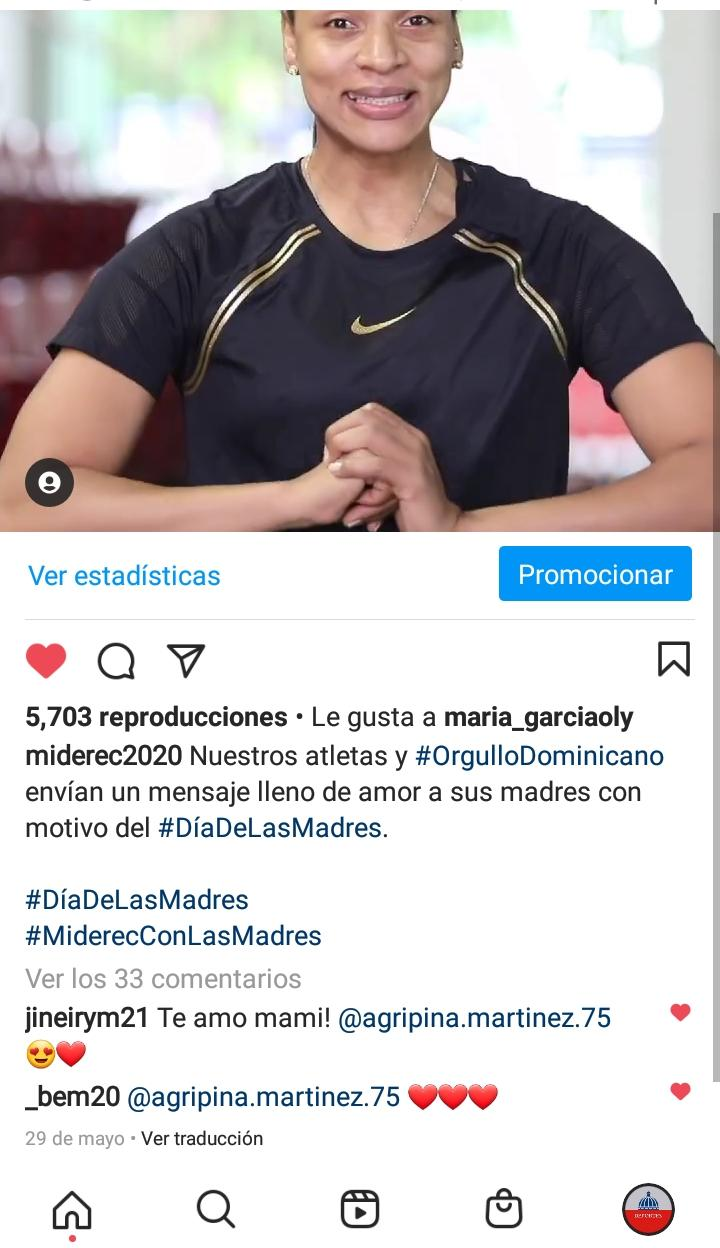 Ver estadísticas
Promocionar
5,703 reproducciones • Le gusta a maria_garciaoly
miderec2020 Nuestros atletas y #OrgulloDominicano
envían un mensaje lleno de amor a sus madres con
motivo del #DíaDeLasMadres.
#DíaDeLasMadres
#MiderecConLasMadres
Ver los 33 comentarios
jineirym21 Te amo mami! @agripina.martinez.75
😍❤️
_bem20 @agripina.martinez.75 ❤️❤️❤️
29 de mayo • Ver traducción
DEPORTES